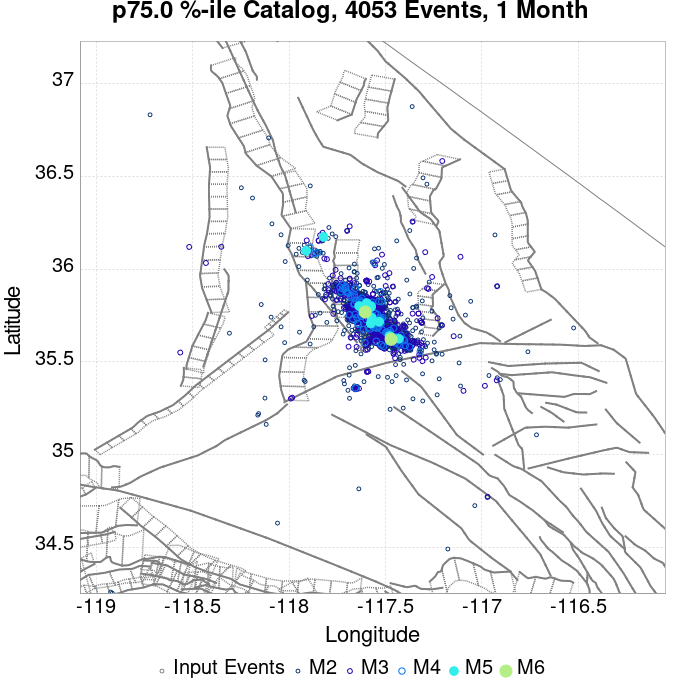 p75.0 %-ile Catalog, 4053 Events, 1 Month
37
36.5
36
35.5
35
34.5
Latitude
-119 -118.5 -118 -117.5 -117 -116.5
Longitude
Input Events M2 M3 M4 M5 M6